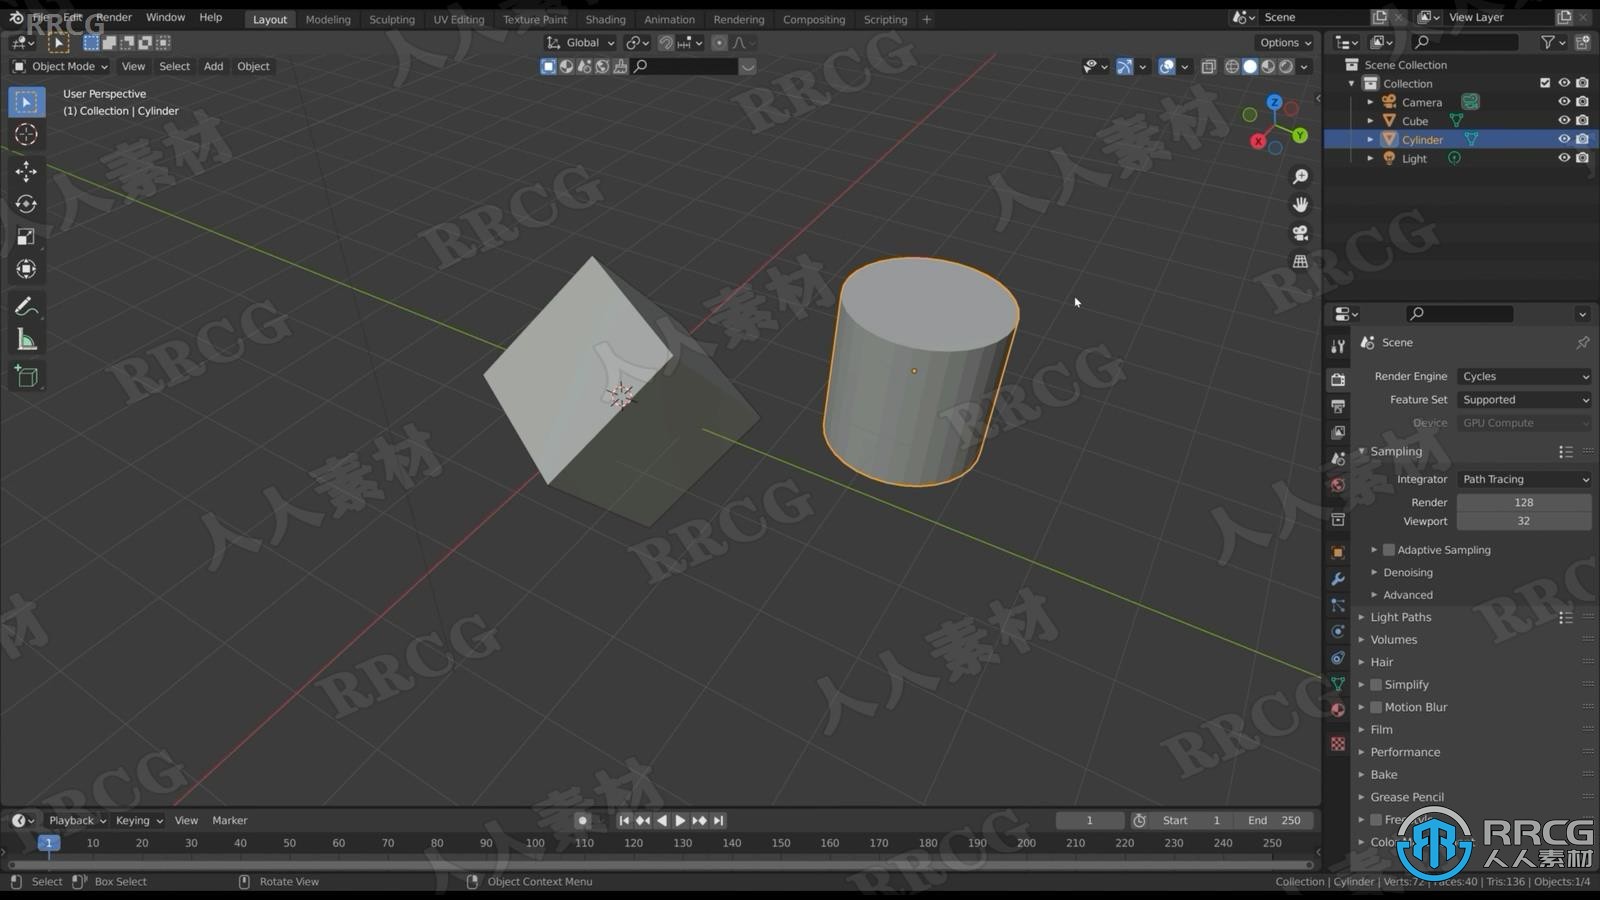 File Edit Render Window Help
Layout Modeling Sculpting UV Editing Texture Paint Shading Animation Rendering Compositing Scripting +
Scene
View Layer
RRCG
Global
Options
Object Mode View Select Add Object
User Perspective
(1) Collection | Cylinder
Z
Y
X
Scene Collection
Collection
Camera
Cube
Cylinder
Light
Scene
Render Engine Cycles
Feature Set Supported
Device GPU Compute
Sampling
Integrator Path Tracing
Render 128
Viewport 32
Adaptive Sampling
Denoising
Advanced
Light Paths
Volumes
Hair
Simplify
Motion Blur
Film
Performance
Bake
Grease Pencil
RRCG
人人素材
Playback Keying View Marker
1 Start 1 End 250
1 10 20 30 40 50 60 70 80 90 100 110 120 130 140 150 160 170 180 190 200 210 220 230 240 250
Select Box Select Rotate View Object Context Menu
Collection | Cylinder | Verts:72 | Faces:40 | Tris:136 | Objects:1/4